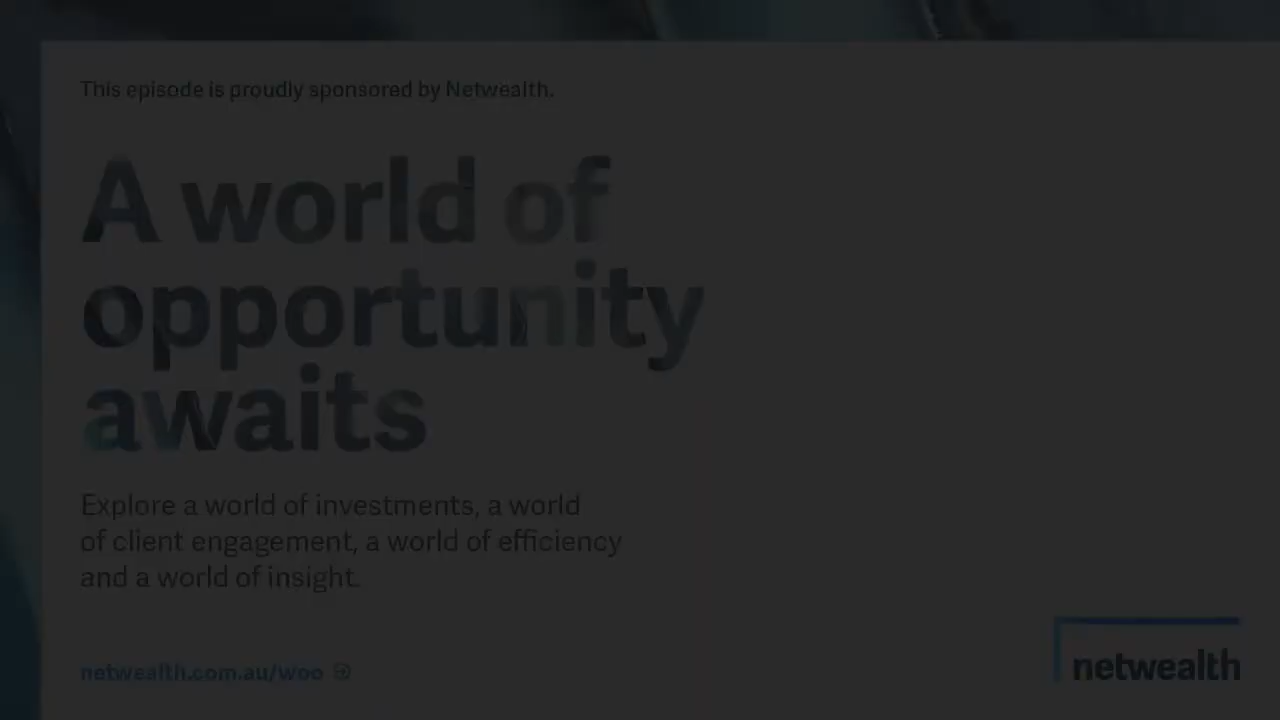 This episode is proudly sponsored by Netwealth.
A world of
opportunity
awaits
Explore a world of investments, a world
of client engagement, a world of efficiency
and a world of insight.
netwealth.com.au/woo
netwealth